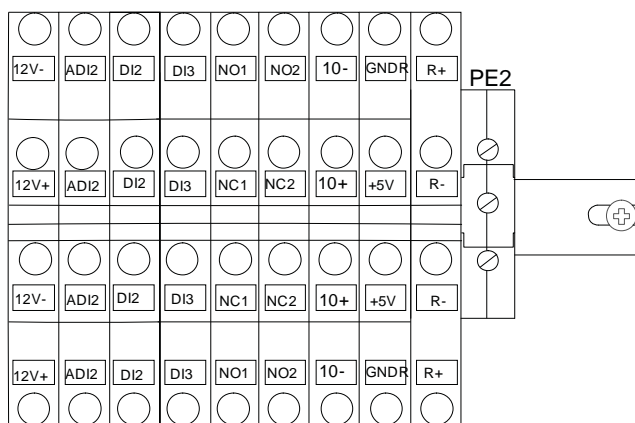 12V- ADI2 DI2 DI3 NO1 NO2 10- GNDR R+
PE2
12V+ ADI2 DI2 DI3 NC1 NC2 10+ +5V R-
12V- ADI2 DI2 DI3 NC1 NC2 10+ +5V R-
12V+ ADI2 DI2 DI3 NO1 NO2 10- GNDR R+